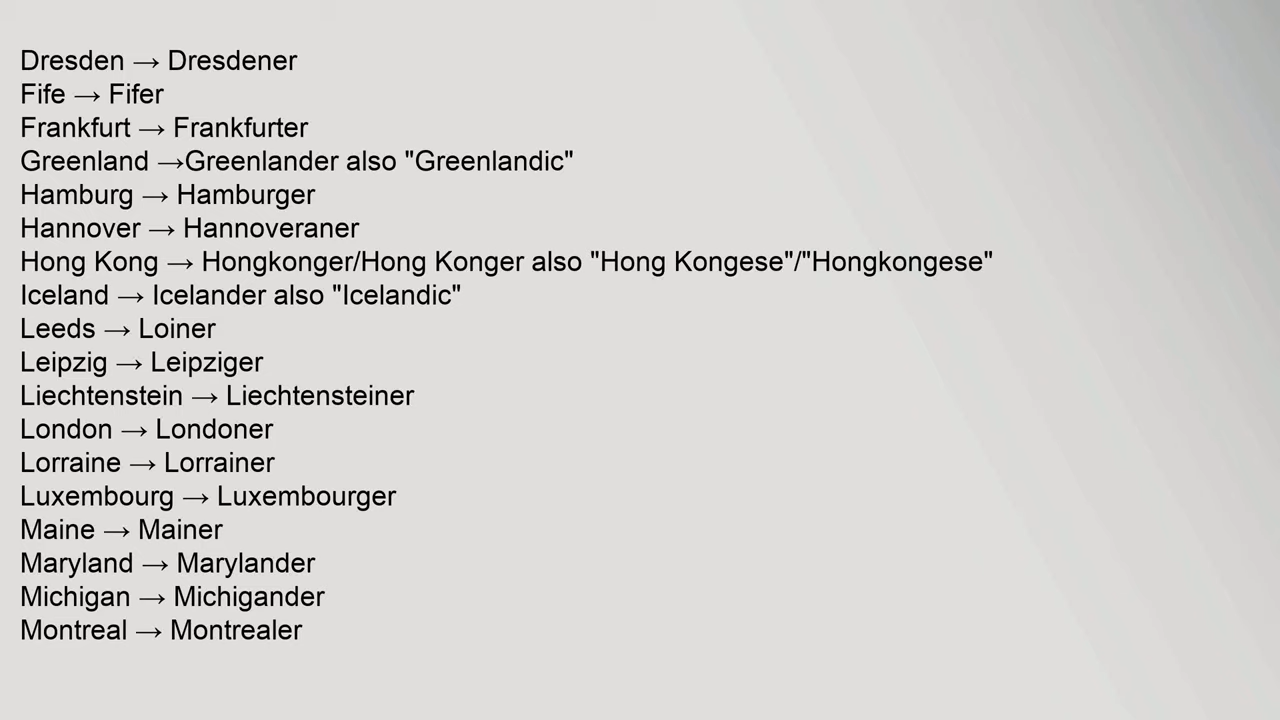 Dresden → Dresdener
Fife → Fifer
Frankfurt → Frankfurter
Greenland →Greenlander also "Greenlandic"
Hamburg → Hamburger
Hannover → Hannoveraner
Hong Kong → Hongkonger/Hong Konger also "Hong Kongese"/"Hongkongese"
Iceland → Icelander also "Icelandic"
Leeds → Loiner
Leipzig → Leipziger
Liechtenstein → Liechtensteiner
London → Londoner
Lorraine → Lorrainer
Luxembourg → Luxembourger
Maine → Mainer
Maryland → Marylander
Michigan → Michigander
Montreal → Montrealer